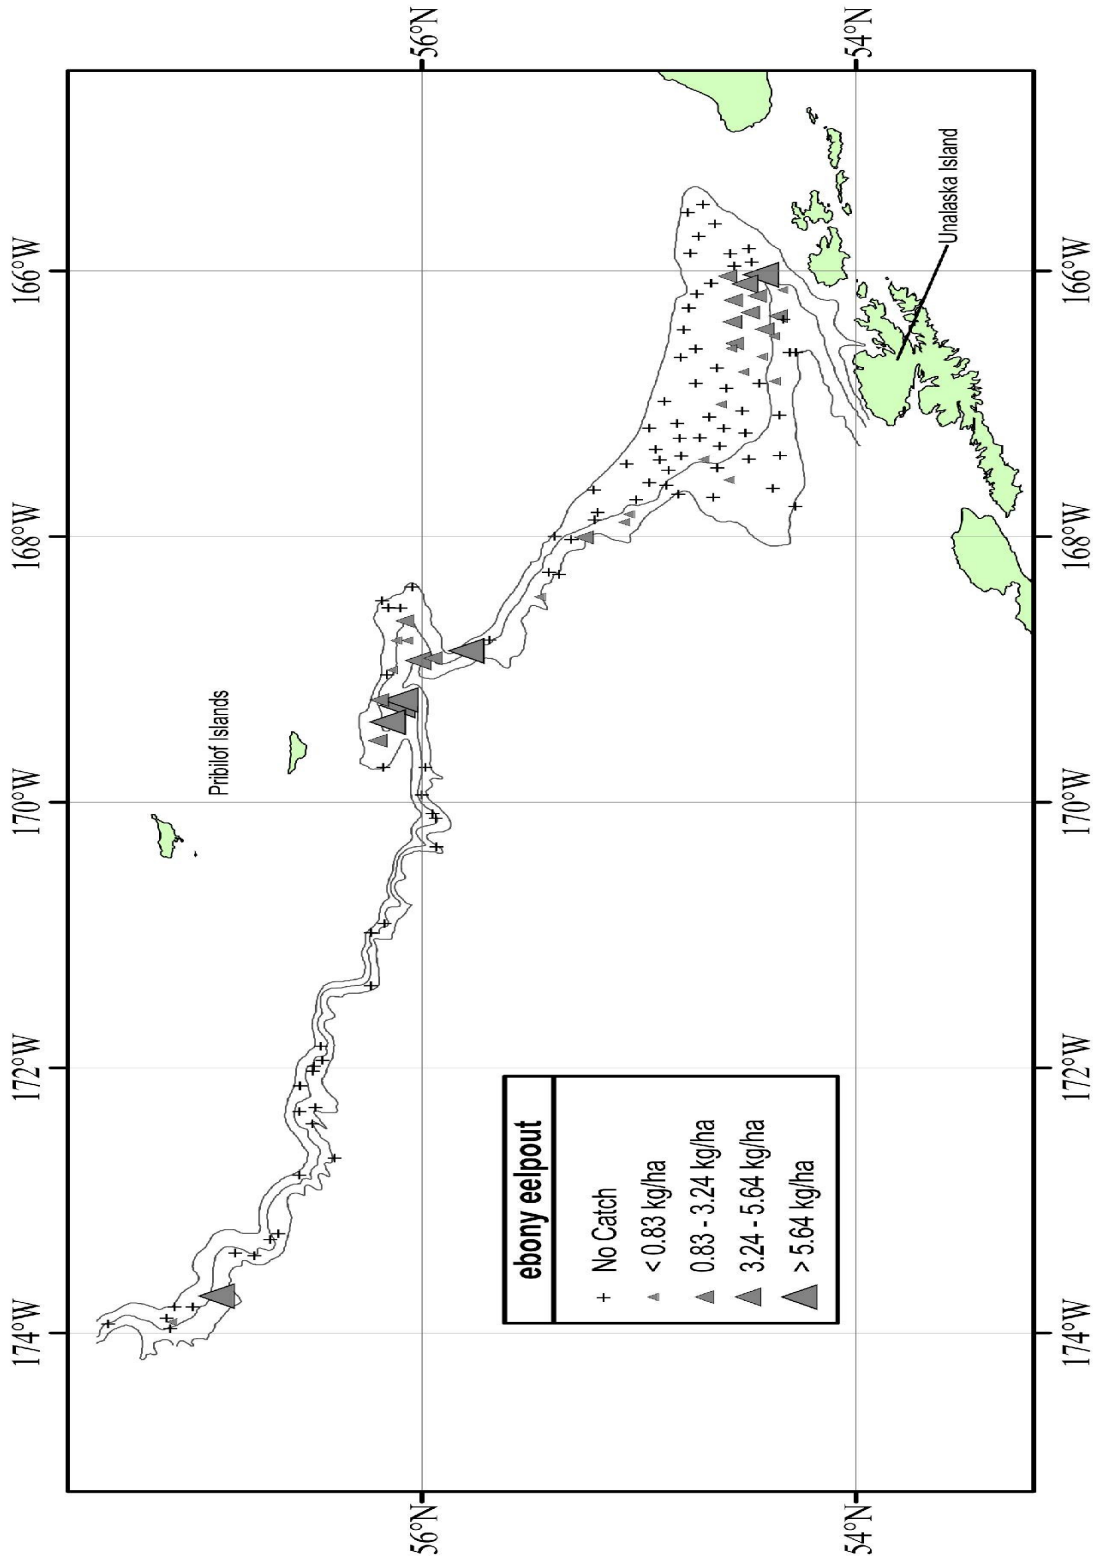 174°W
172°W
170°W
168°W
166°W
56°N
56°N
Pribilof Islands
54°N
54°N
Unalaska Island
ebony eelpout
No Catch
< 0.83 kg/ha
0.83 - 3.24 kg/ha
3.24 - 5.64 kg/ha
> 5.64 kg/ha
174°W
172°W
170°W
168°W
166°W